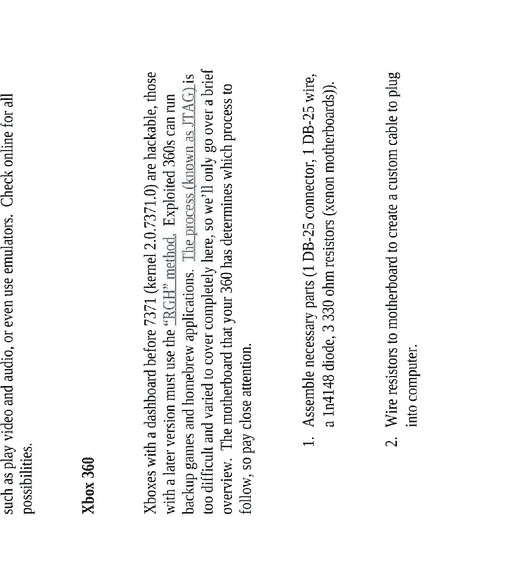 such as play video and audio, or even use emulators.  Check online for all
possibilities.
Xbox 360
Xboxes with a dashboard before 7371 (kernel 2.0.7371.0) are hackable, those
with a later version must use the “RGH” method.  Exploited 360s can run
backup games and homebrew applications.  The process (known as JTAG) is
too difficult and varied to cover completely here, so we’ll only go over a brief
overview.  The motherboard that your 360 has determines which process to
follow, so pay close attention.
1.  Assemble necessary parts (1 DB-25 connector, 1 DB-25 wire,
a 1n4148 diode, 3 330 ohm resistors (xenon motherboards)).
2.  Wire resistors to motherboard to create a custom cable to plug
into computer.